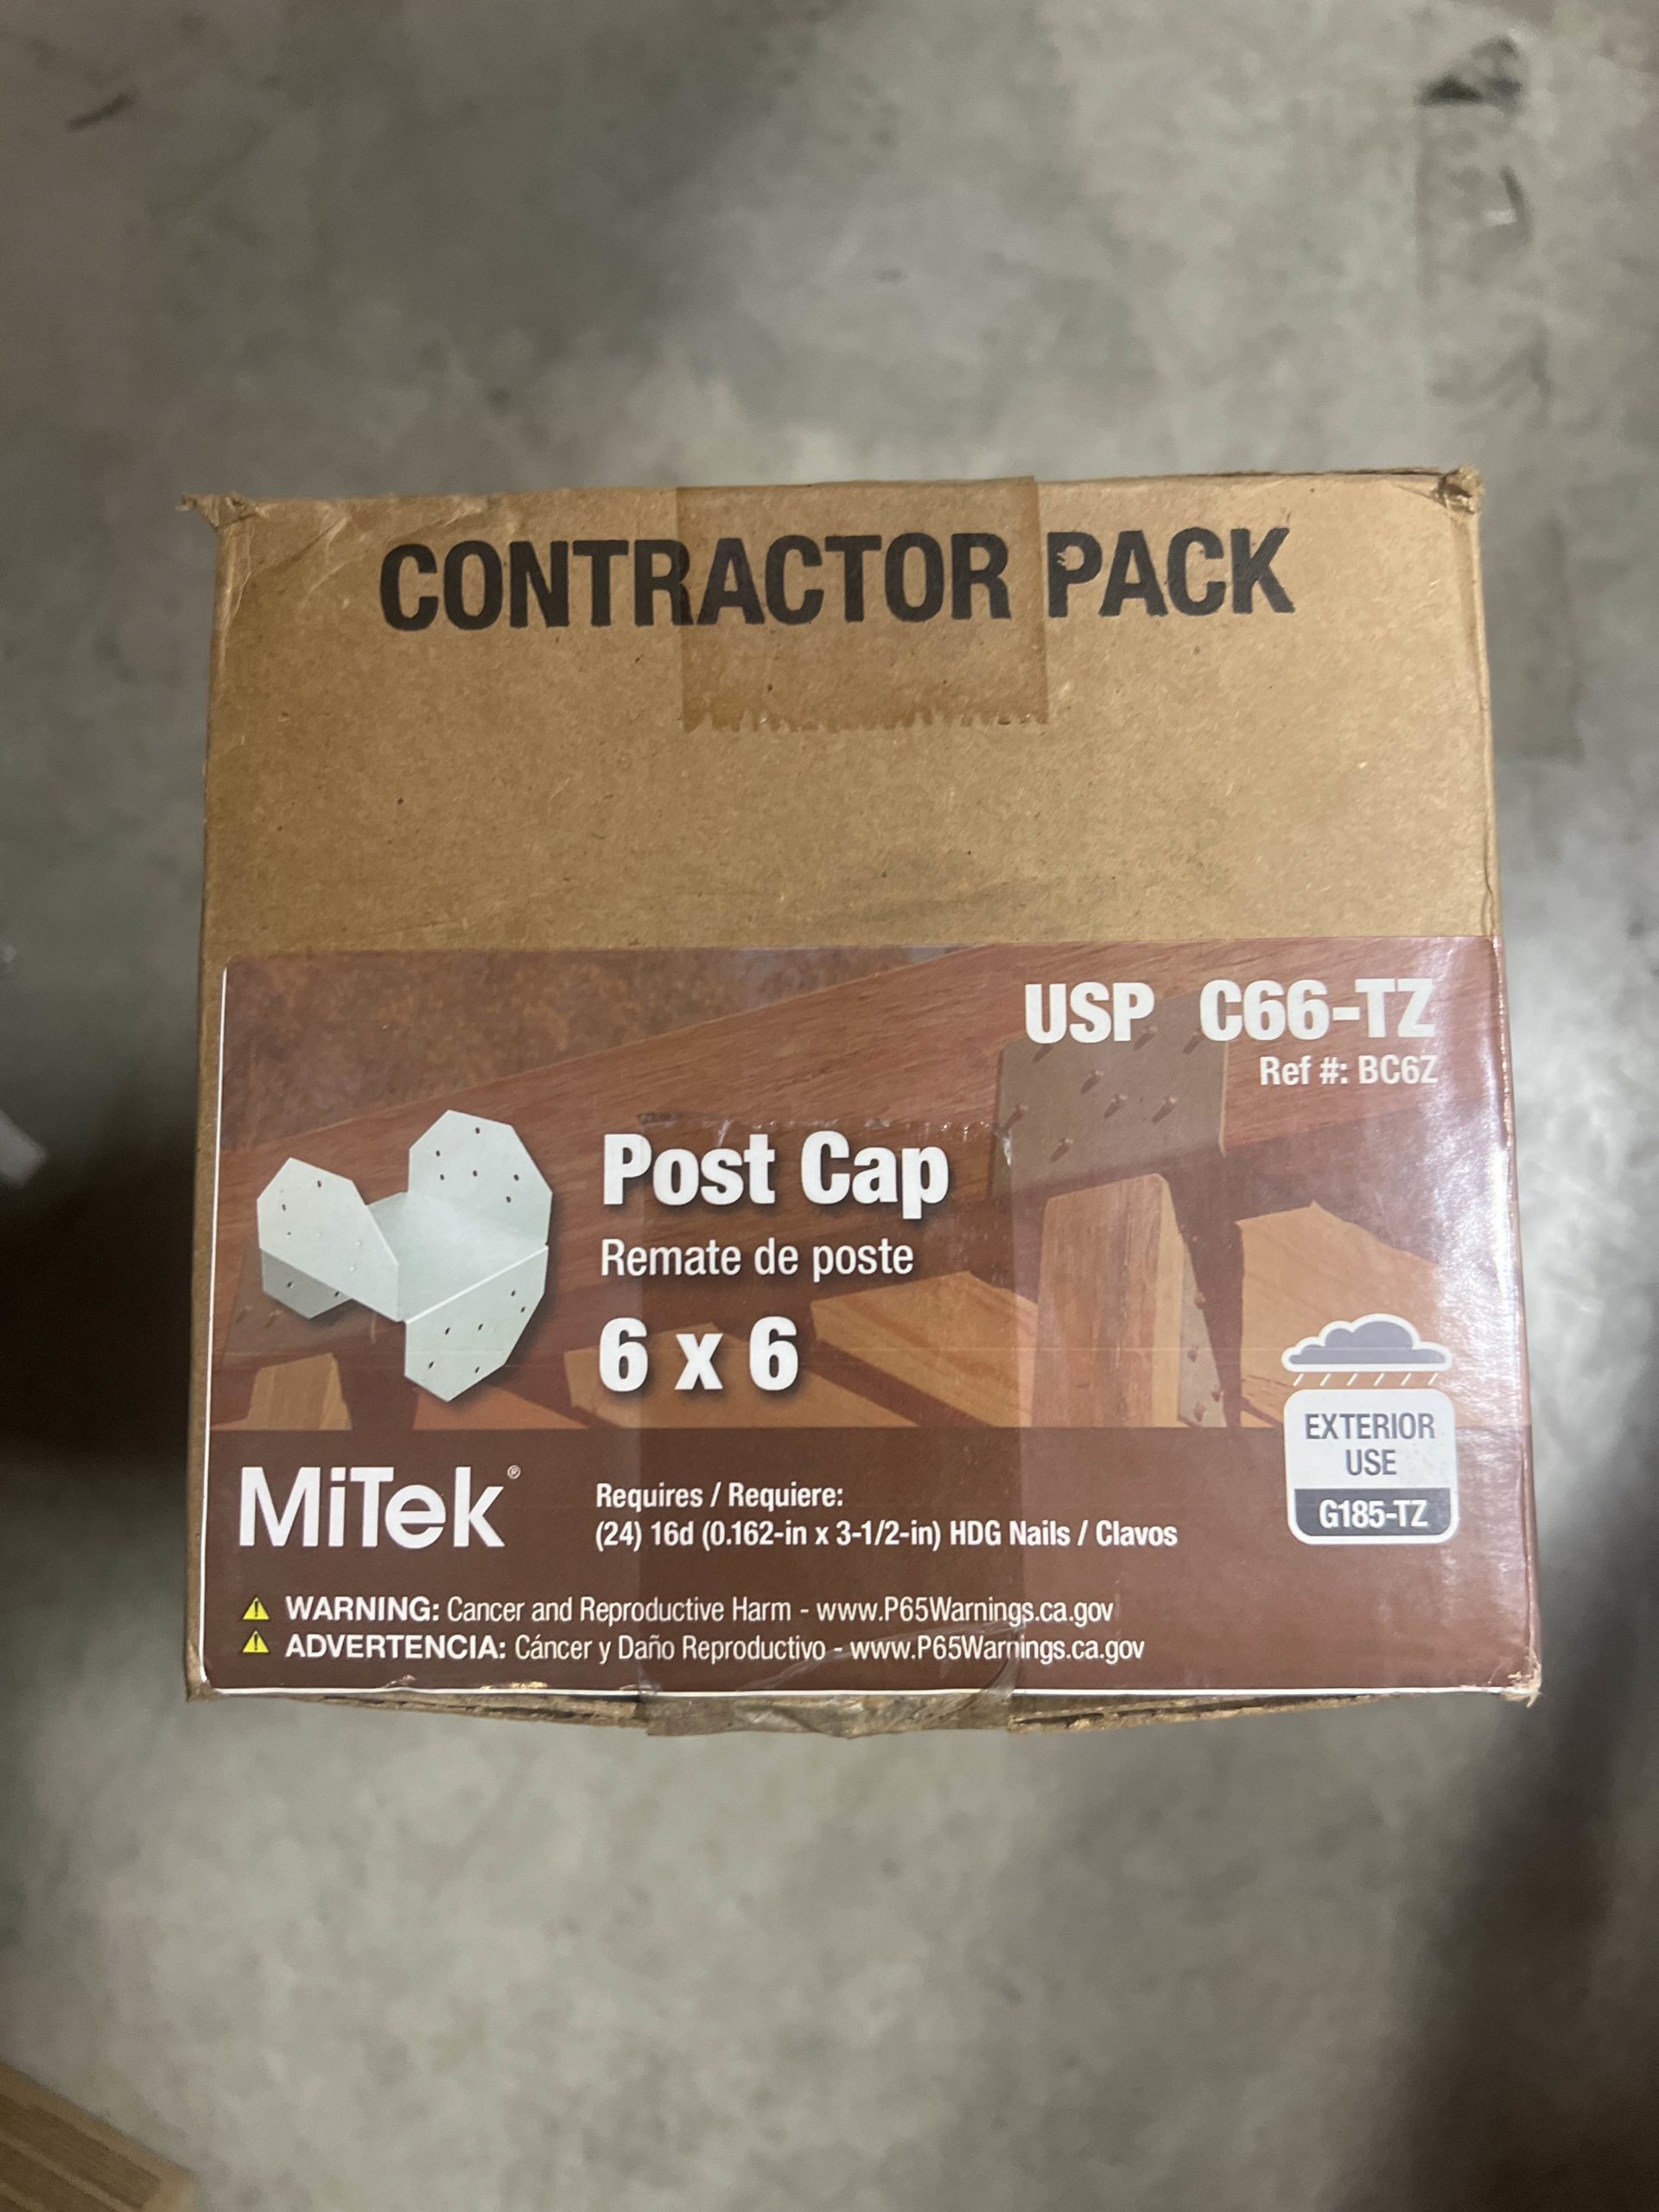 CONTRACTOR PACK
USP C66-TZ
Ref #: BC6Z
Post Cap
Remate de poste
6 x 6
EXTERIOR
USE
G185-TZ
MiTek®
Requires / Requiere:
(24) 16d (0.162-in x 3-1/2-in) HDG Nails / Clavos
WARNING: Cancer and Reproductive Harm - www.P65Warnings.ca.gov
ADVERTENCIA: Cáncer y Daño Reproductivo - www.P65Warnings.ca.gov